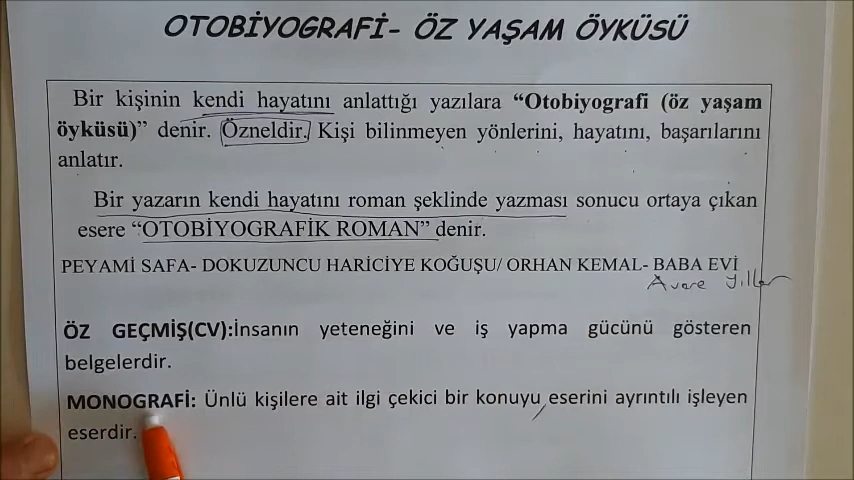 OTOBİYOGRAFİ- ÖZ YAŞAM ÖYKÜSÜ
Bir kişinin kendi hayatını anlattığı yazılara “Otobiyografi (öz yaşam
öyküsü)” denir. Özneldir. Kişi bilinmeyen yönlerini, hayatını, başarılarını
anlatır.
Bir yazarın kendi hayatını roman şeklinde yazması sonucu ortaya çıkan
esere “OTOBİYOGRAFİK ROMAN” denir.
PEYAMİ SAFA- DOKUZUNCU HARİCİYE KOĞUŞU/ ORHAN KEMAL- BABA EVİ
Avare Yıllar
ÖZ GEÇMİŞ(CV):İnsanın yeteneğini ve iş yapma gücünü gösteren
belgelerdir.
MONOGRAFİ: Ünlü kişilere ait ilgi çekici bir konuyu, eserini ayrıntılı işleyen
eserdir.